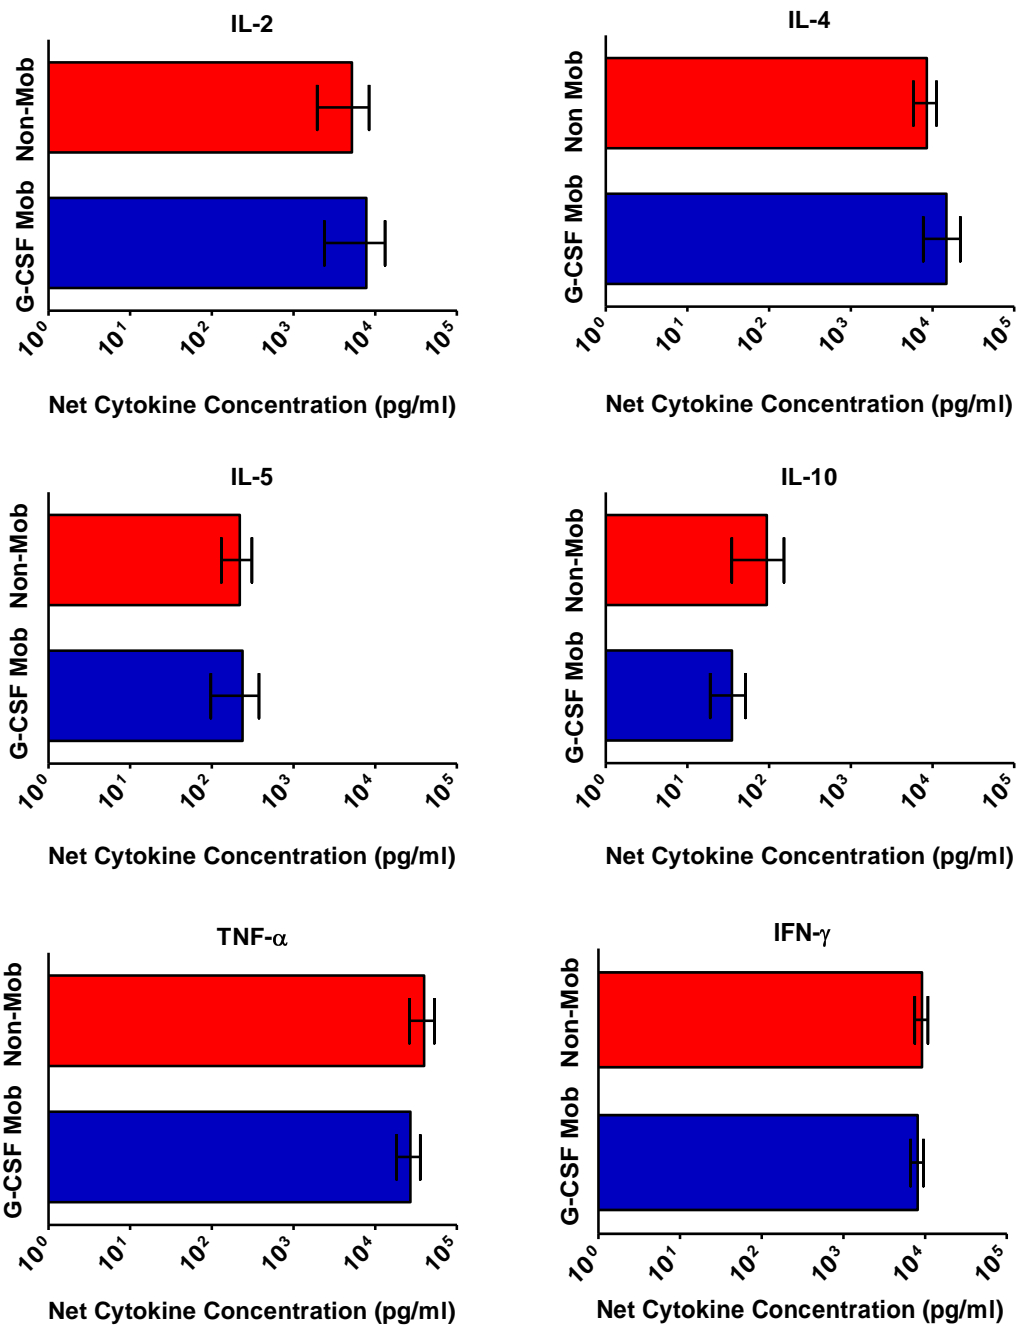 IL-2
Non-Mob
G-CSF Mob
10⁰ 10¹ 10² 10³ 10⁴ 10⁵
Net Cytokine Concentration (pg/ml)
IL-4
Non Mob
G-CSF Mob
10⁰ 10¹ 10² 10³ 10⁴ 10⁵
Net Cytokine Concentration (pg/ml)
IL-5
Non-Mob
G-CSF Mob
10⁰ 10¹ 10² 10³ 10⁴ 10⁵
Net Cytokine Concentration (pg/ml)
IL-10
Non-Mob
G-CSF Mob
10⁰ 10¹ 10² 10³ 10⁴ 10⁵
Net Cytokine Concentration (pg/ml)
TNF-α
Non-Mob
G-CSF Mob
10⁰ 10¹ 10² 10³ 10⁴ 10⁵
Net Cytokine Concentration (pg/ml)
IFN-γ
Non-Mob
G-CSF Mob
10⁰ 10¹ 10² 10³ 10⁴ 10⁵
Net Cytokine Concentration (pg/ml)